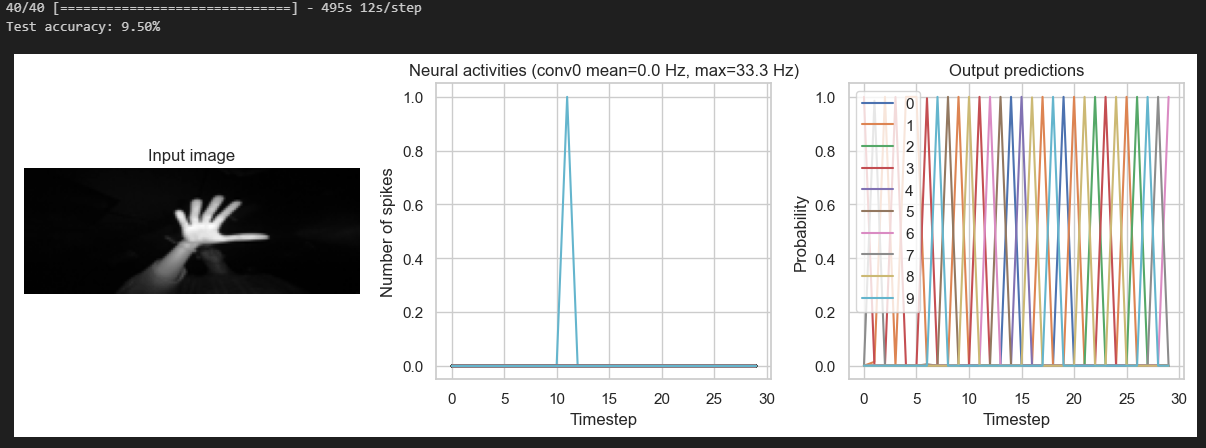 40/40 [==============================] - 495s 12s/step
Test accuracy: 9.50%
Input image
Neural activities (conv0 mean=0.0 Hz, max=33.3 Hz)
Number of spikes
1.0
0.8
0.6
0.4
0.2
0.0
0 5 10 15 20 25 30
Timestep
Output predictions
Probability
1.0
0.8
0.6
0.4
0.2
0.0
0
1
2
3
4
5
6
7
8
9
0 5 10 15 20 25 30
Timestep